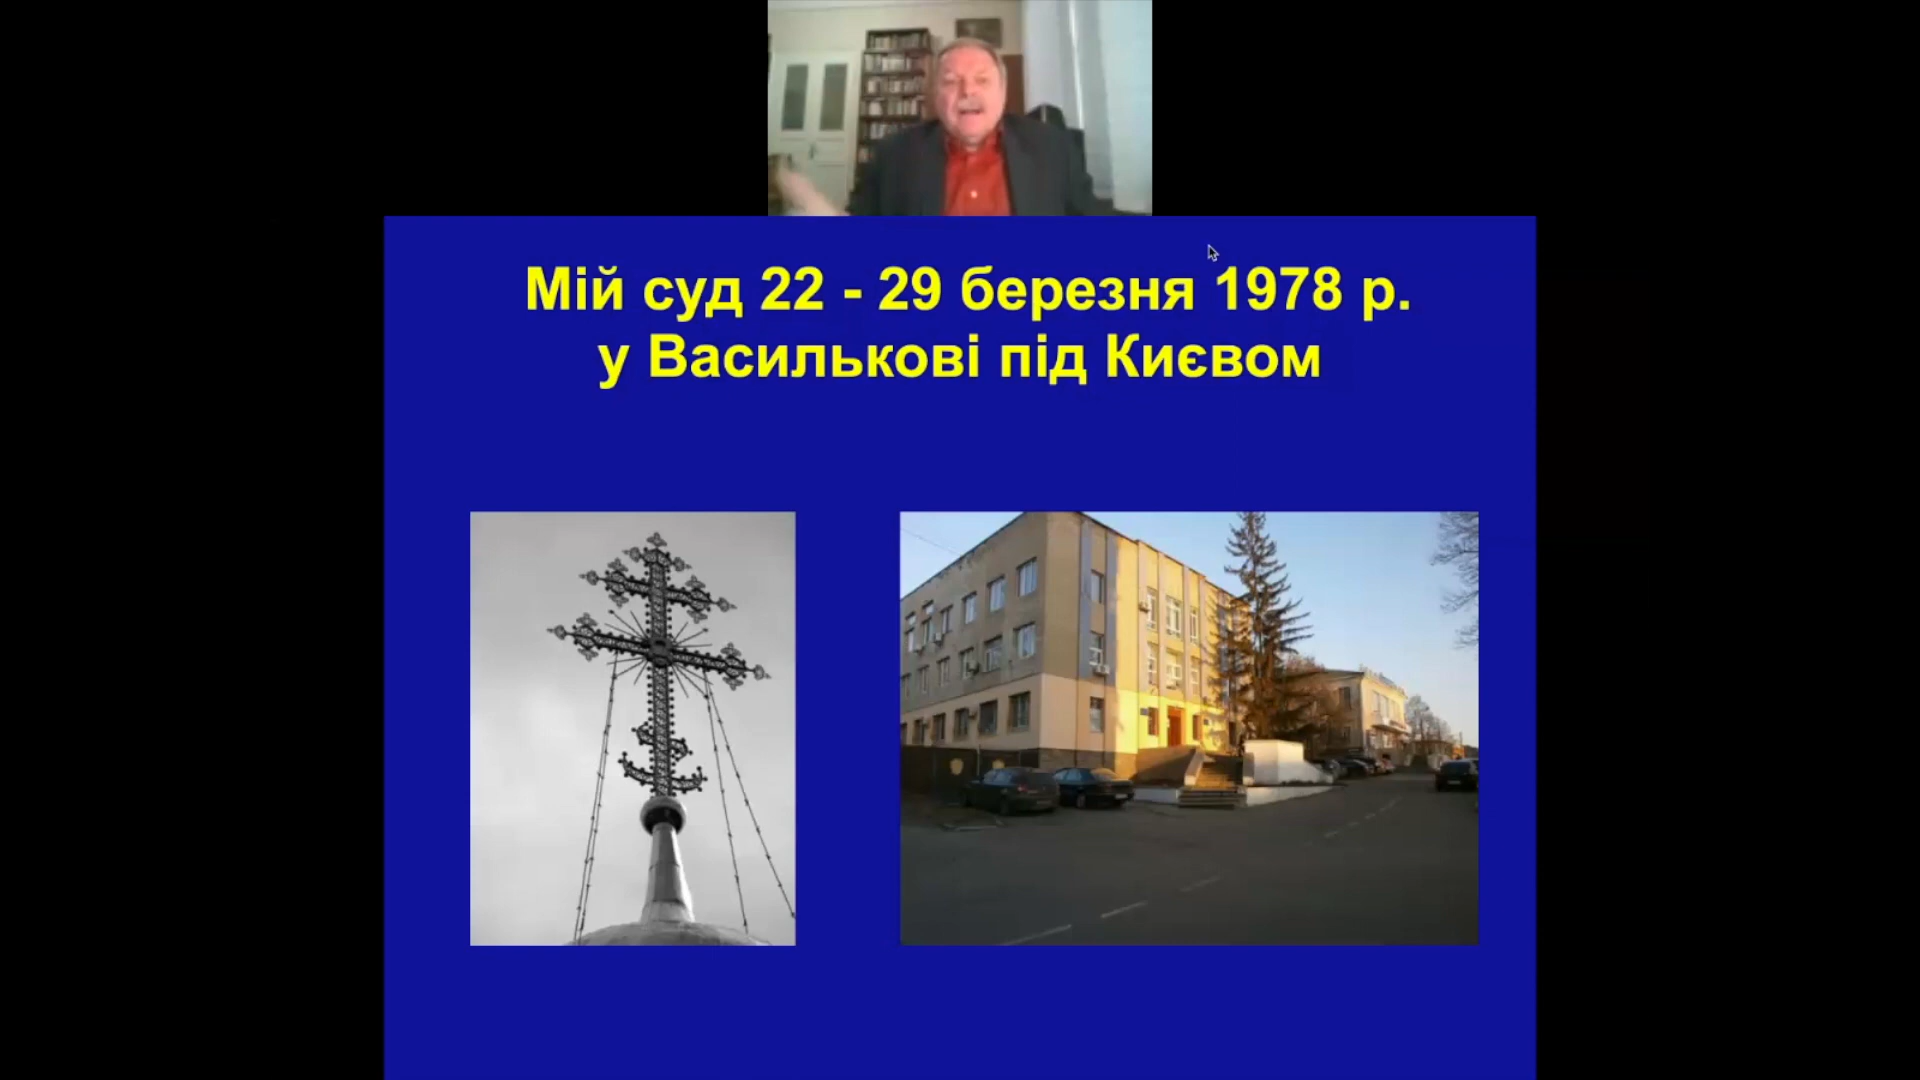 Мій суд 22 - 29 березня 1978 р.
у Василькові під Києвом